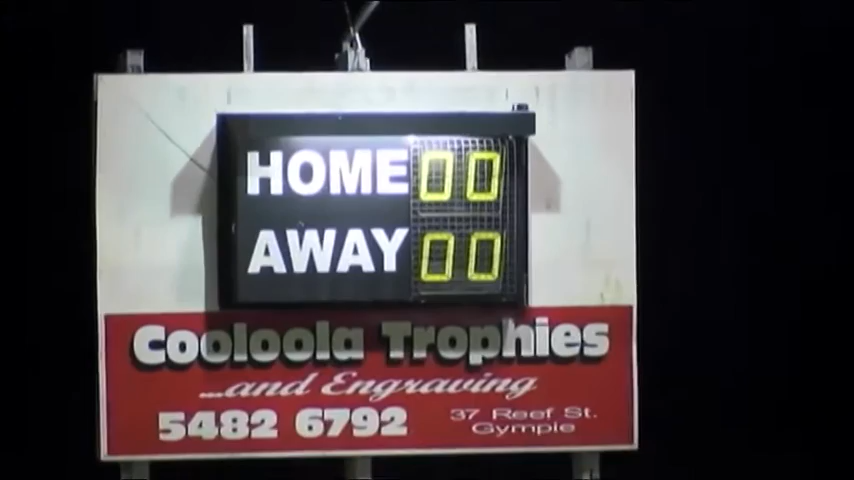 HOME 00
AWAY 00
Cooloola Trophies
...and Engraving
5482 6792 37 Reef St.
Gympie